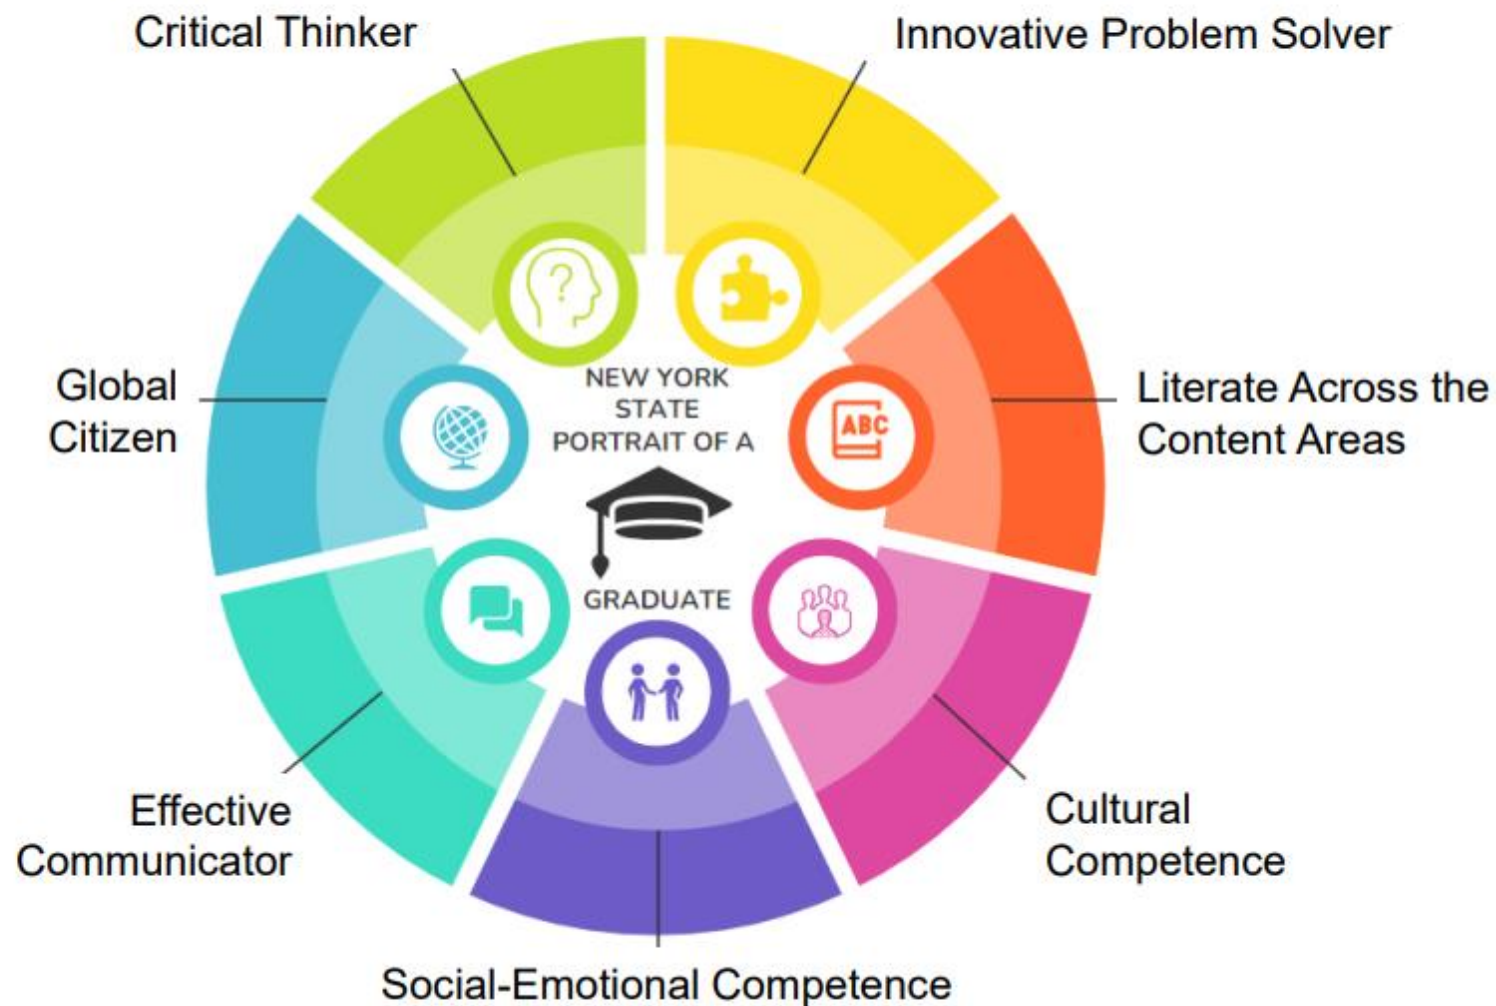 Critical Thinker
Innovative Problem Solver
Global
Citizen
NEW YORK
STATE
PORTRAIT OF A
GRADUATE
ABC
Literate Across the
Content Areas
Effective
Communicator
Cultural
Competence
Social-Emotional Competence
?